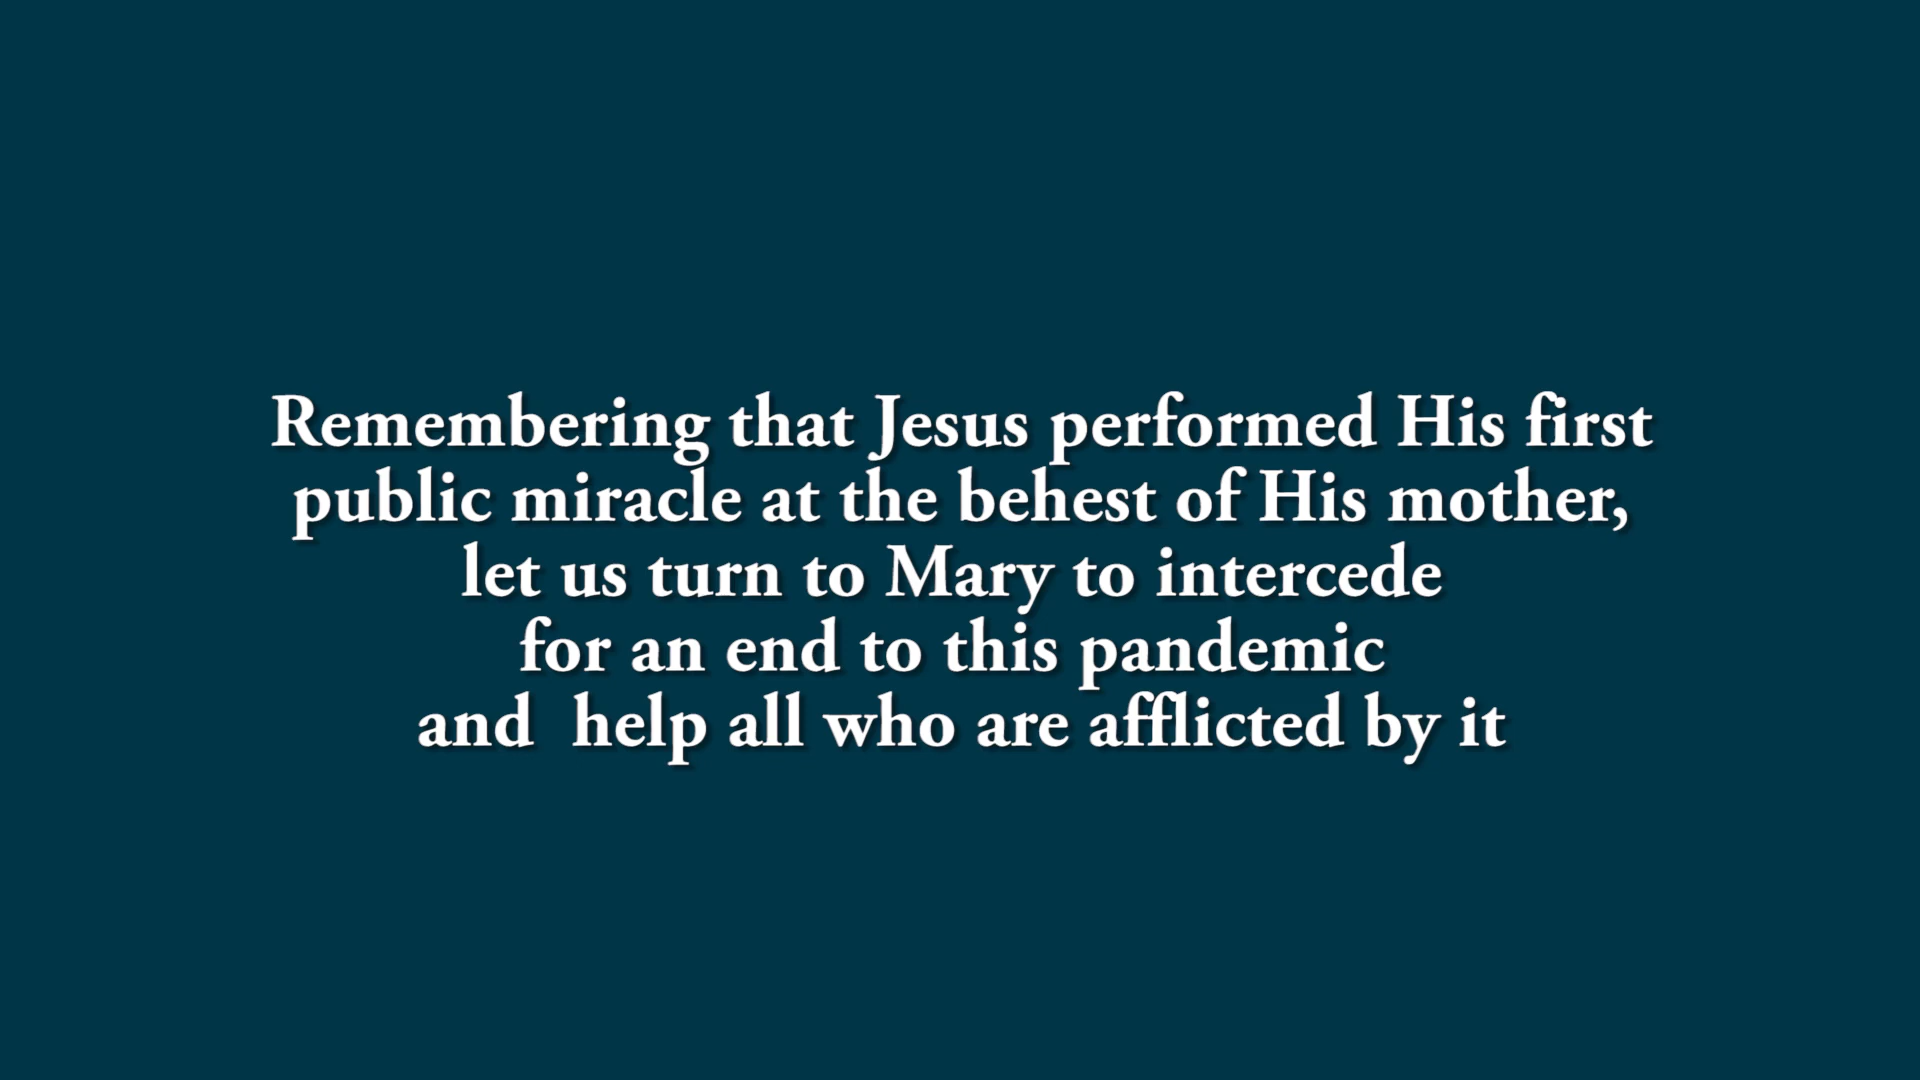 Remembering that Jesus performed His first
public miracle at the behest of His mother,
let us turn to Mary to intercede
for an end to this pandemic
and  help all who are afflicted by it